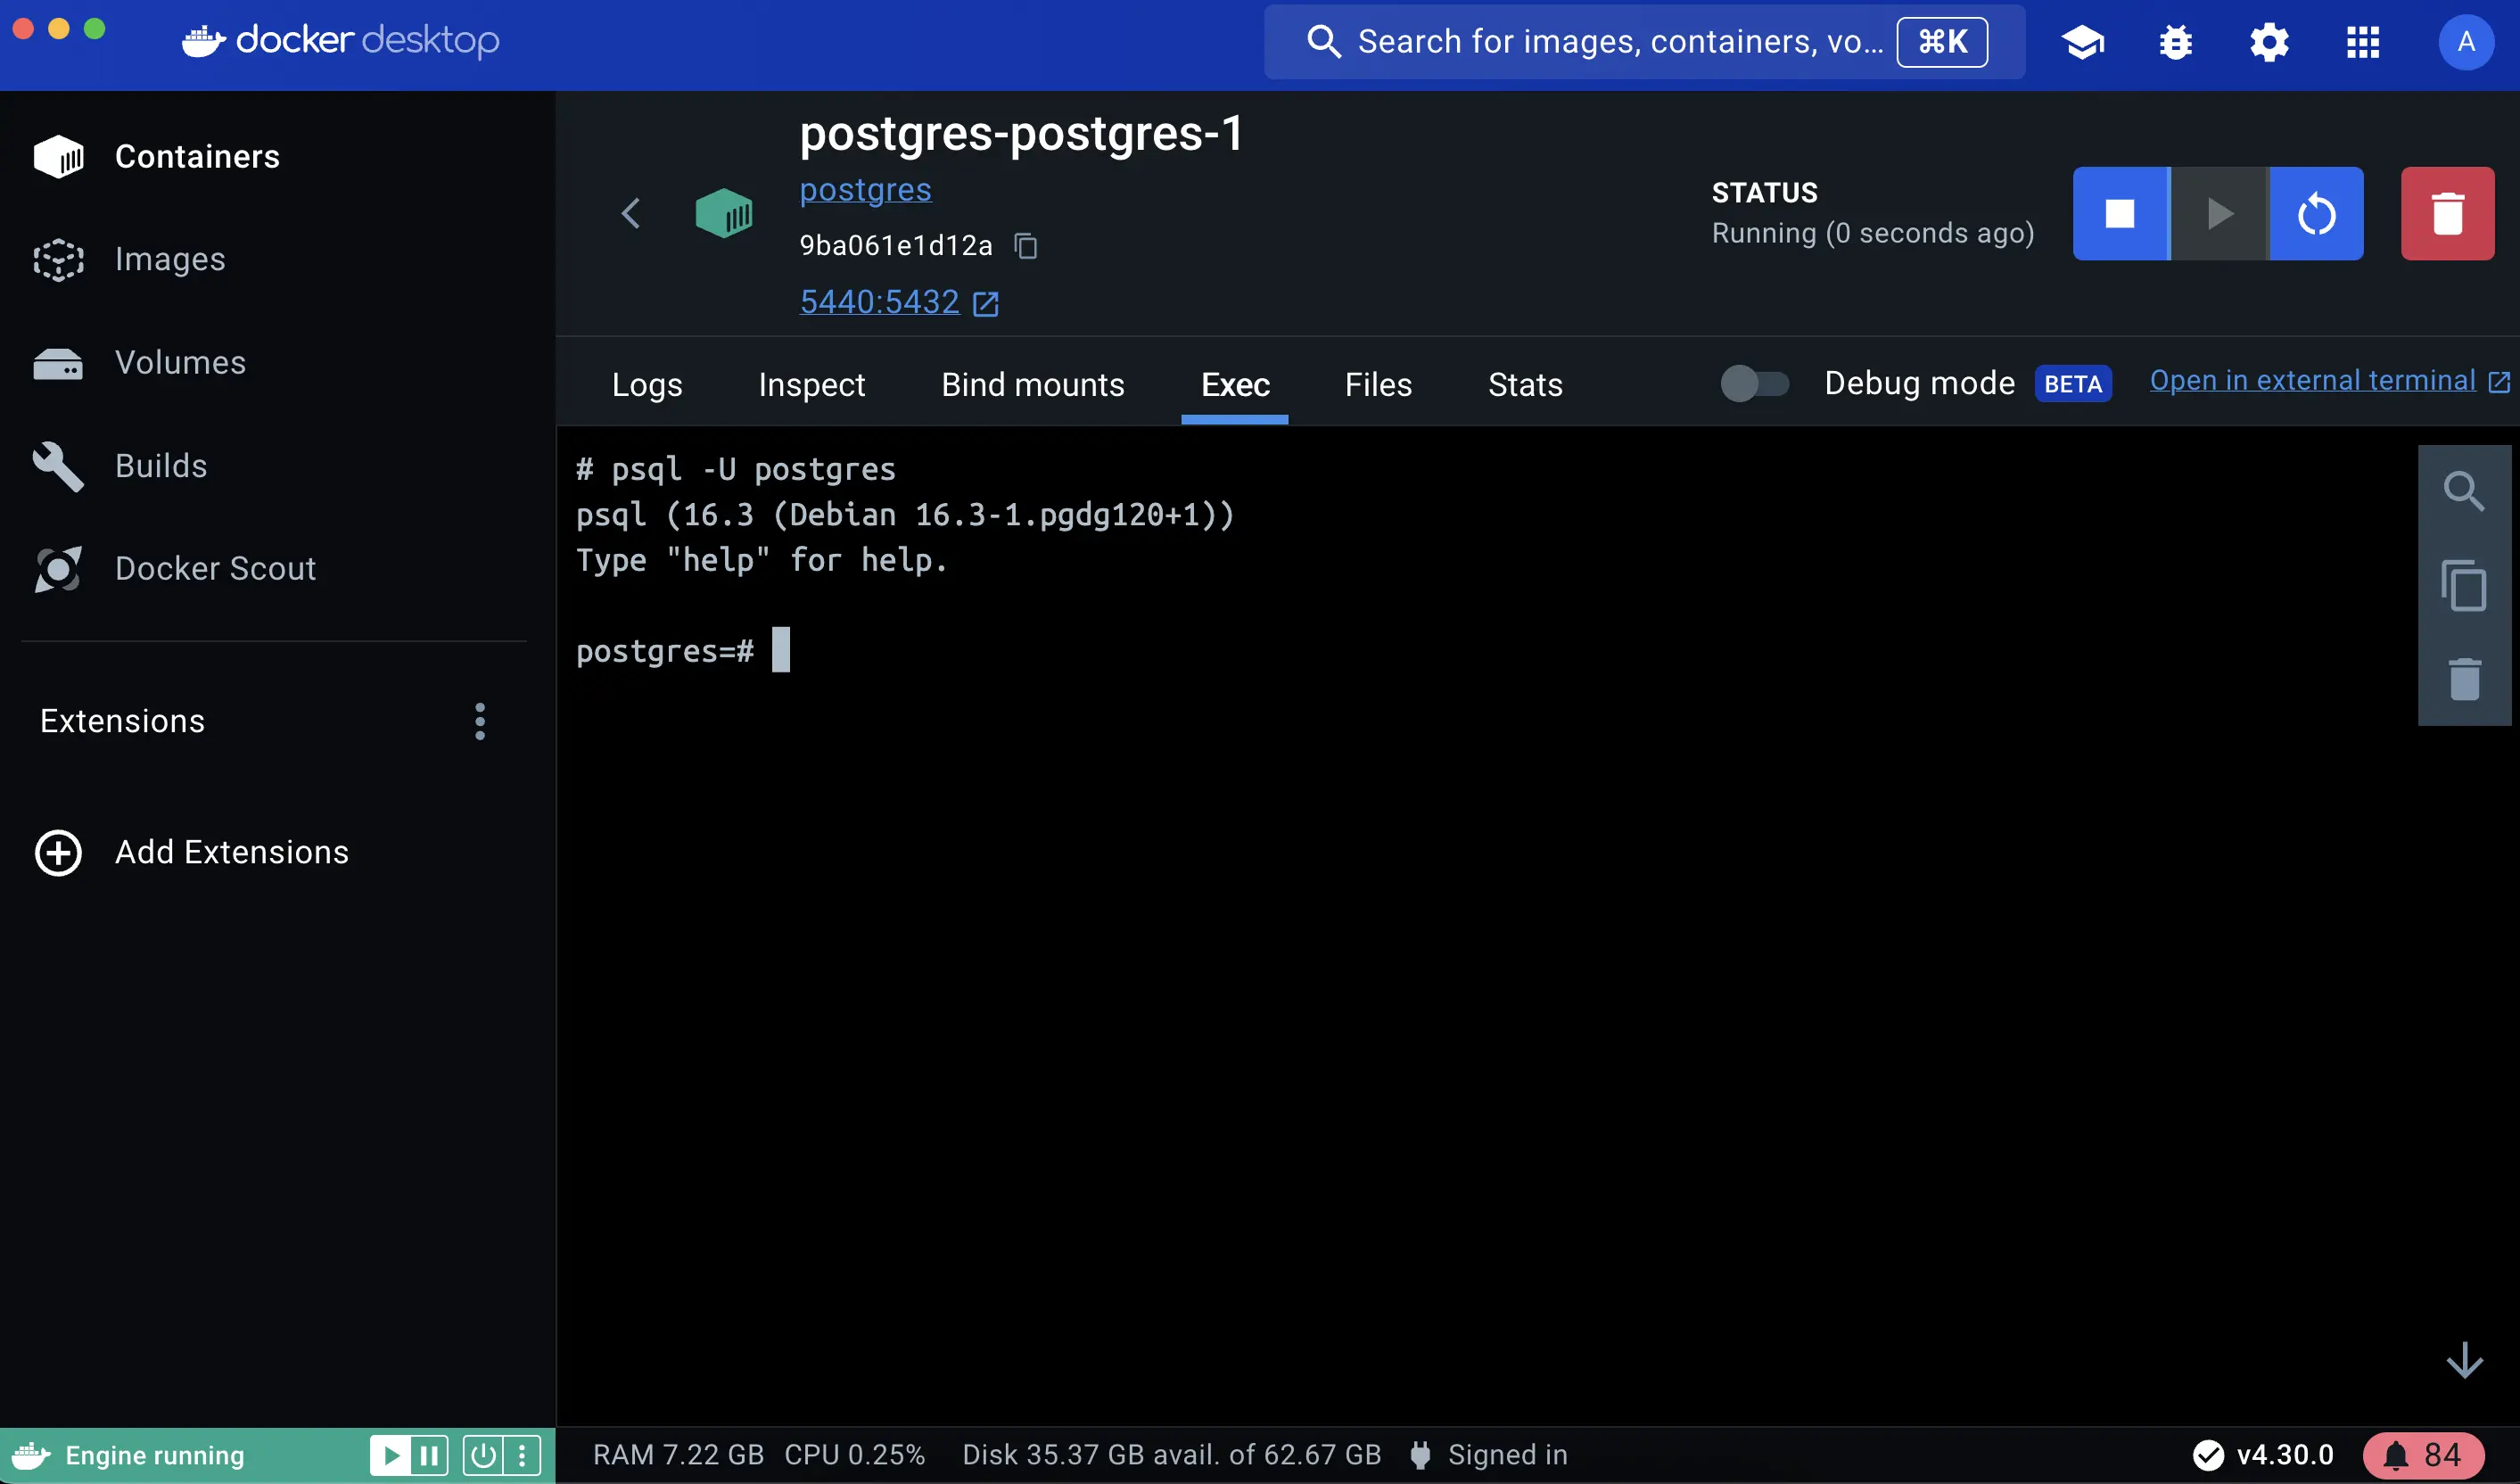 docker desktop
Search for images, containers, vo... ⌘K
A
Containers
Images
Volumes
Builds
Docker Scout
Extensions
Add Extensions
postgres-postgres-1
postgres
9ba061e1d12a
5440:5432
STATUS
Running (0 seconds ago)
Logs Inspect Bind mounts Exec Files Stats
Debug mode BETA Open in external terminal
# psql -U postgres
psql (16.3 (Debian 16.3-1.pgdg120+1))
Type "help" for help.
postgres=#
Engine running
RAM 7.22 GB CPU 0.25% Disk 35.37 GB avail. of 62.67 GB Signed in
v4.30.0 84